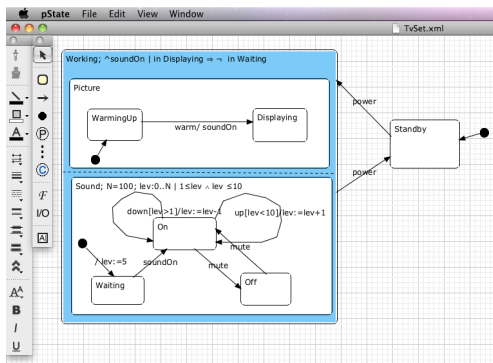 pState File Edit View Window
TvSet.xml
Working; ^soundOn | in Displaying ⇒ ¬ in Waiting
Picture
WarmingUp
Displaying
warm/ soundOn
power
Standby
power
Sound; N=100; lev:0..N | 1≤lev ∧ lev ≤10
down[lev>1]/lev:=lev-1
up[lev<10]/lev:=lev+1
On
mute
/ lev:=5
soundOn
mute
Waiting
Off
A
P
C
F
I/O
A
AA
B
I
U